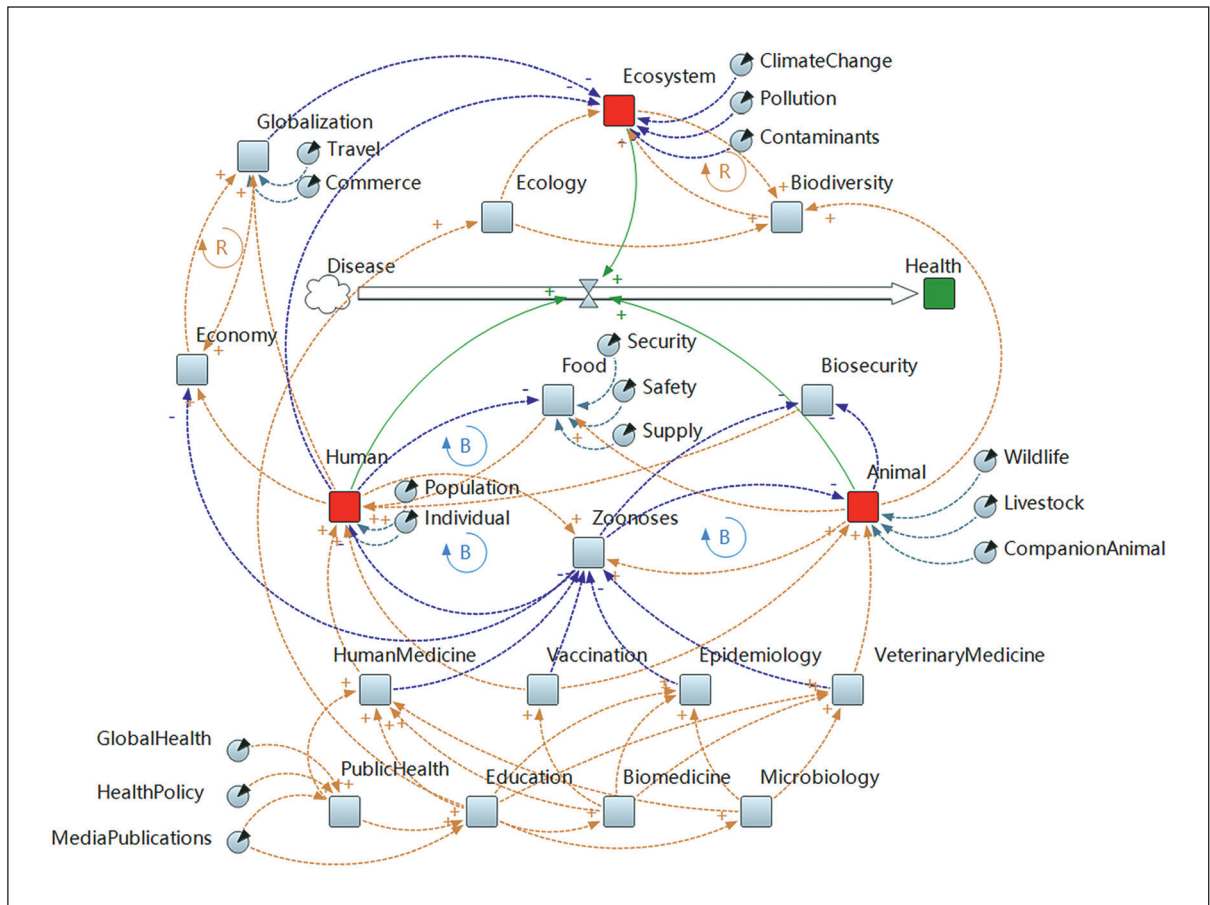 Ecosystem
ClimateChange
Pollution
Contaminants
Globalization
Travel
Commerce
Ecology
Biodiversity
R
R
Disease
Health
Economy
Security
Food
Safety
Supply
Biosecurity
B
Human
Population
Individual
Zoonoses
Animal
Wildlife
Livestock
CompanionAnimal
B
B
HumanMedicine
Vaccination
Epidemiology
VeterinaryMedicine
GlobalHealth
HealthPolicy
MediaPublications
PublicHealth
Education
Biomedicine
Microbiology